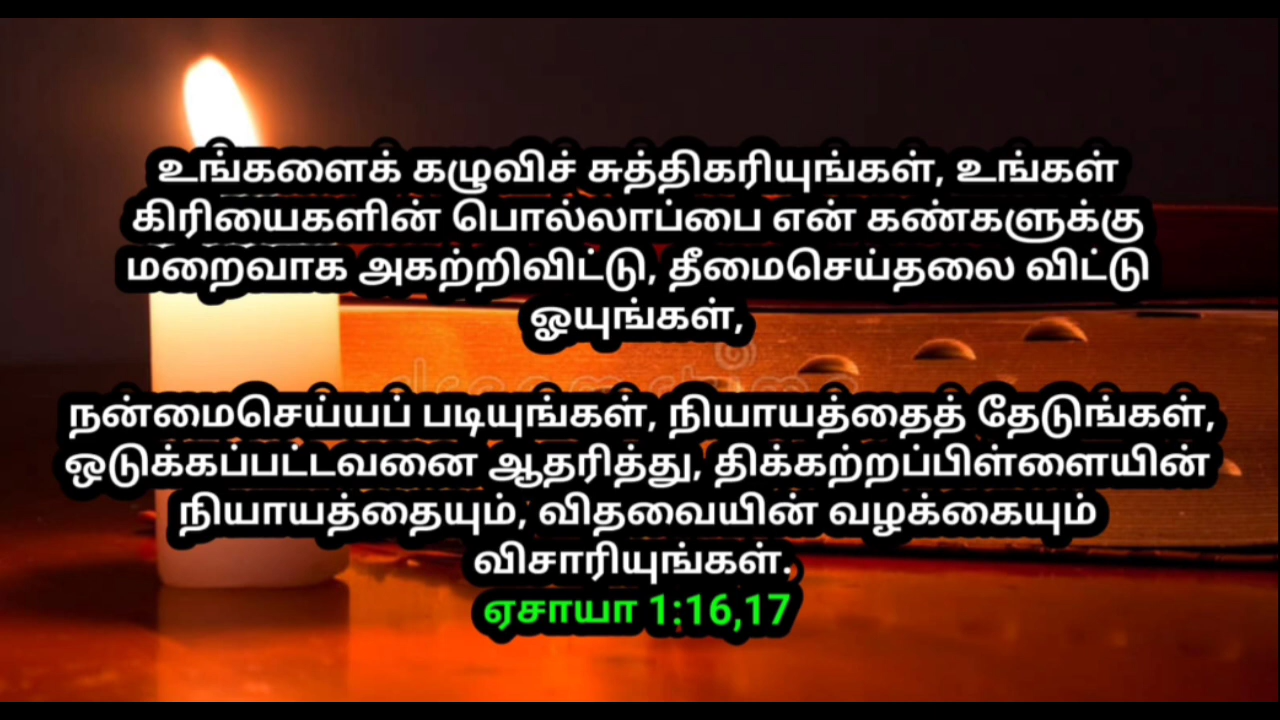 உங்களைக் கழுவிச் சுத்திகரியுங்கள், உங்கள்
கிரியைகளின் பொல்லாப்பை என் கண்களுக்கு
மறைவாக அகற்றிவிட்டு, தீமைசெய்தலை விட்டு
ஓயுங்கள்,
நன்மைசெய்யப் படியுங்கள், நியாயத்தைத் தேடுங்கள்,
ஒடுக்கப்பட்டவனை ஆதரித்து, திக்கற்றப்பிள்ளையின்
நியாயத்தையும், விதவையின் வழக்கையும்
விசாரியுங்கள்.
ஏசாயா 1:16,17